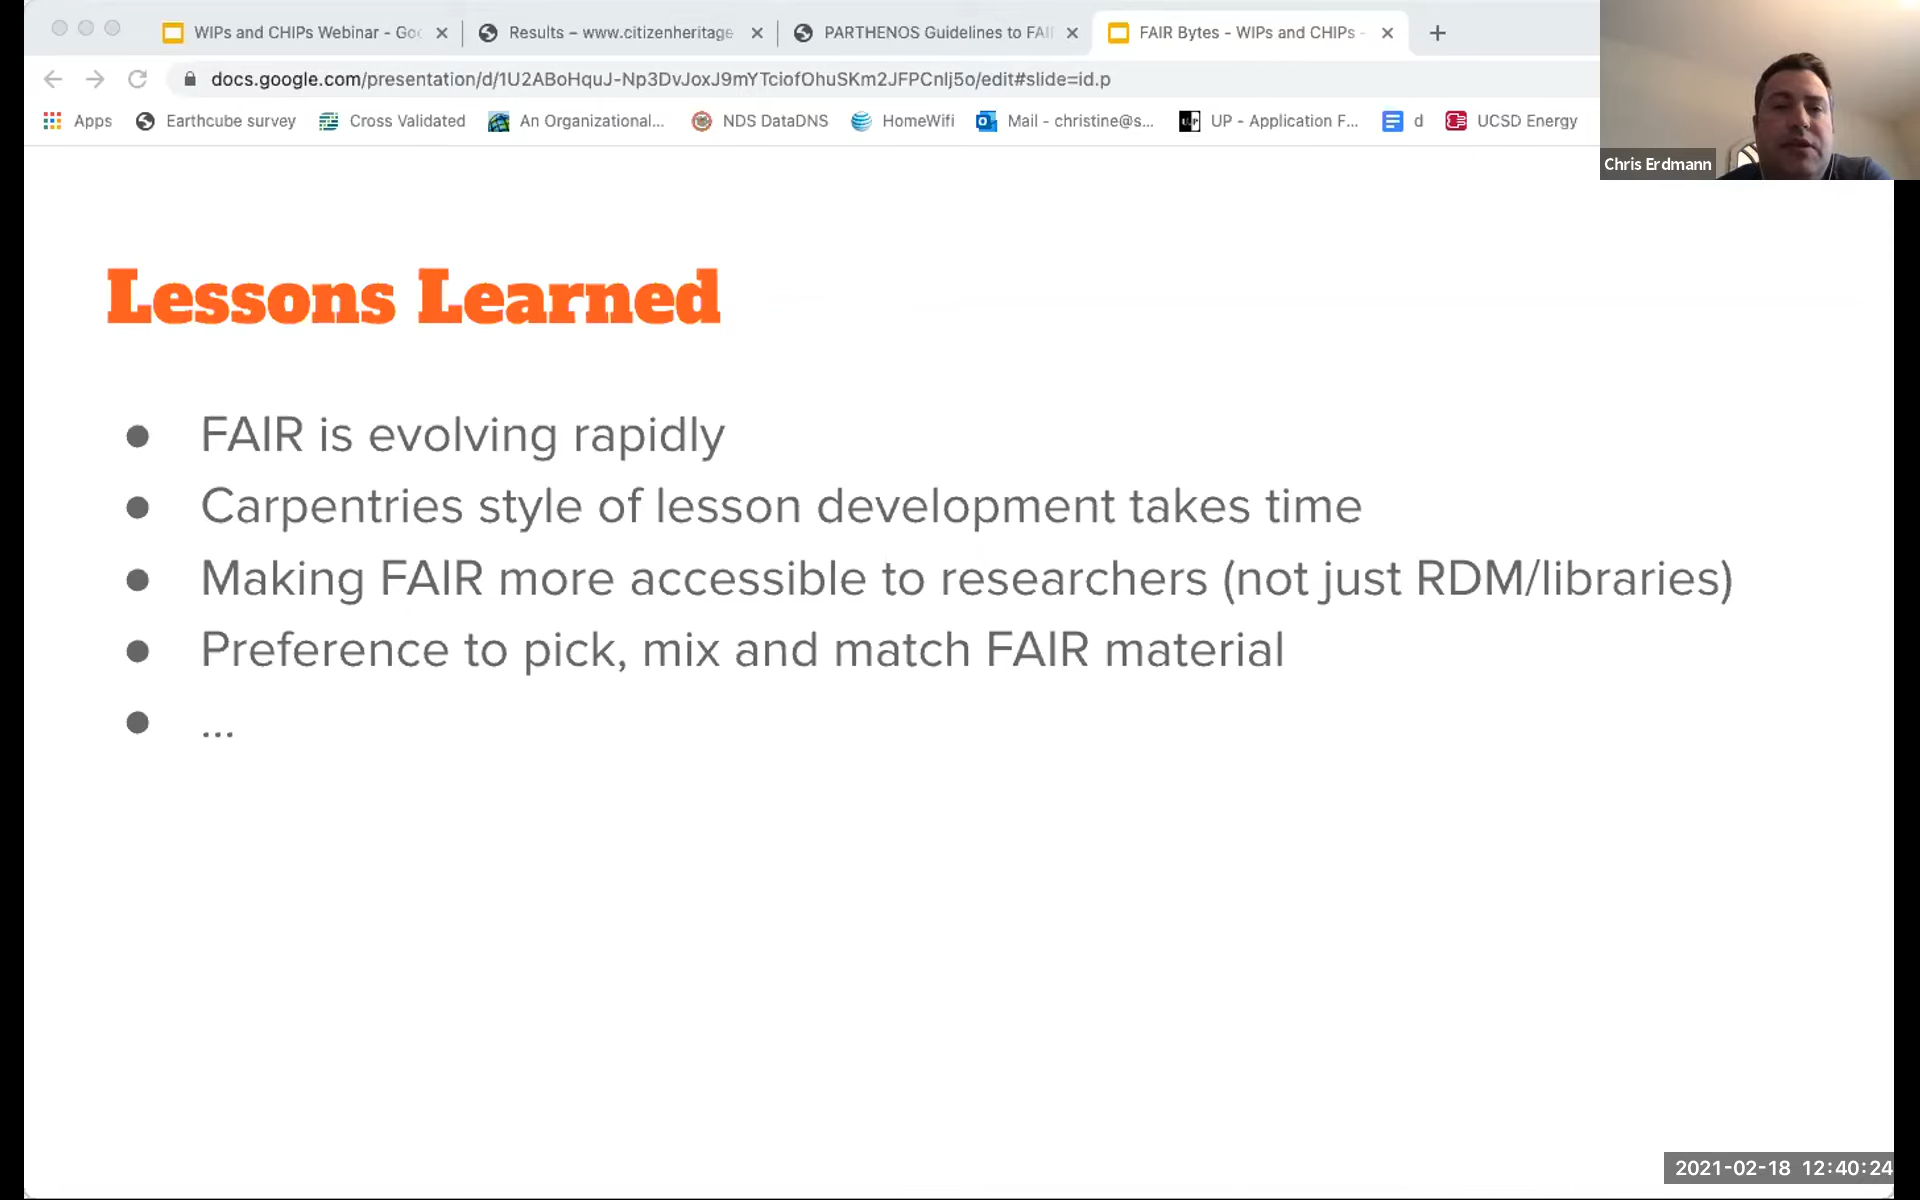 WIPs and CHIPs Webinar - Goo
Results – www.citizenheritage
PARTHENOS Guidelines to FAI
FAIR Bytes - WIPs and CHIPs -
docs.google.com/presentation/d/1U2ABoHquJ-Np3DvJoxJ9mYTciofOhuSKm2JFPCnlj5o/edit#slide=id.p
Apps
Earthcube survey
Cross Validated
An Organizational...
NDS DataDNS
HomeWifi
Mail - christine@s...
UP - Application F...
d
UCSD Energy
Chris Erdmann
Lessons Learned
● FAIR is evolving rapidly
● Carpentries style of lesson development takes time
● Making FAIR more accessible to researchers (not just RDM/libraries)
● Preference to pick, mix and match FAIR material
● ...
2021-02-18 12:40:24